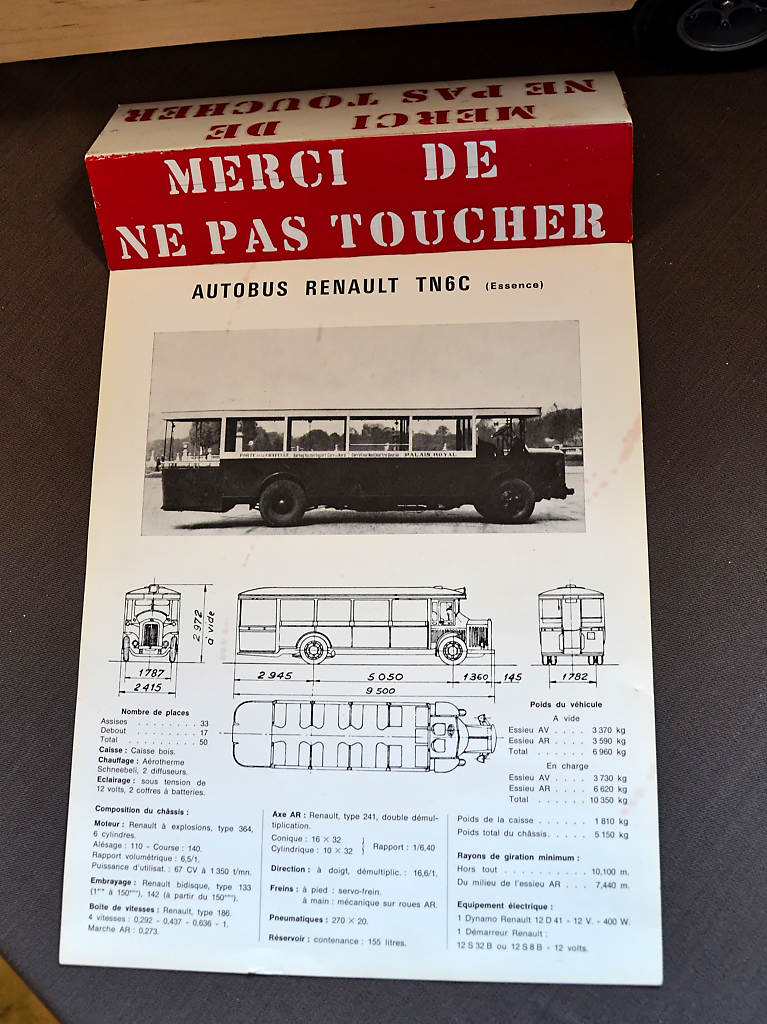 NE PAS TOUCHER
MERCI DE
MERCI DE
NE PAS TOUCHER
AUTOBUS RENAULT TN6C (Essence)
PORTE DE LA CHAPELLE
PALAIS ROYAL
2 972
à vide
1787
2 415
2 945
5 050
1 360
145
9 500
1782
Nombre de places
Assises . . . . . . . . 33
Debout . . . . . . . . 17
Total . . . . . . . . . 50
Caisse : Caisse bois.
Chauffage : Aérotherme
Schneebeli, 2 diffuseurs.
Eclairage : sous tension de
12 volts, 2 coffres à batteries.
Poids du véhicule
A vide
Essieu AV . . . . 3 370 kg
Essieu AR . . . . 3 590 kg
Total . . . . . . 6 960 kg
En charge
Essieu AV . . . . 3 730 kg
Essieu AR . . . . 6 620 kg
Total . . . . . . 10 350 kg
Composition du châssis :
Moteur : Renault à explosions, type 364,
6 cylindres.
Alésage : 110 - Course : 140.
Rapport volumétrique : 6,5/1.
Puissance d'utilisat. : 67 CV à 1 350 t/mn.
Embrayage : Renault bidisque, type 133
(1ers à 150ème), 142 (à partir du 150ème).
Boite de vitesses : Renault, type 186.
4 vitesses : 0,292 - 0,437 - 0,636 - 1.
Marche AR : 0,273.
Axe AR : Renault, type 241, double démul-
tiplication.
Conique : 16 × 32
Cylindrique : 10 × 32 } Rapport : 1/6,40
Direction : à doigt, démultiplic. : 16,6/1.
Freins : à pied : servo-frein.
à main : mécanique sur roues AR.
Pneumatiques : 270 × 20.
Réservoir : contenance : 155 litres.
Poids de la caisse . . . . . 1 810 kg
Poids total du châssis. . . . . 5 150 kg
Rayons de giration minimum :
Hors tout . . . . . . . . 10,100 m.
Du milieu de l'essieu AR . . . 7,440 m.
Equipement électrique :
1 Dynamo Renault 12 D 41 - 12 V. - 400 W.
1 Démarreur Renault :
12 S 32 B ou 12 S 8 B - 12 volts.